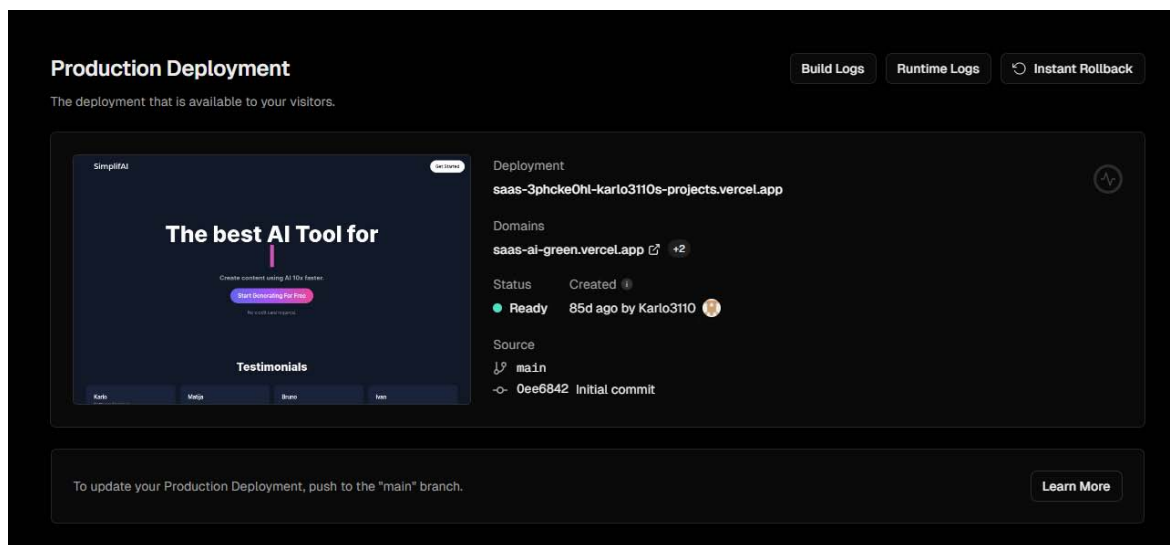 Production Deployment
Build Logs
Runtime Logs
Instant Rollback
The deployment that is available to your visitors.
SimplifAI
Get Started
The best AI Tool for
Create content using AI 10x faster.
Start Generating For Free
No credit card required.
Testimonials
Karlo
Matija
Bruno
Ivan
Deployment
saas-3phcke0hl-karlo3110s-projects.vercel.app
Domains
saas-ai-green.vercel.app +2
Status Created
Ready 85d ago by Karlo3110
Source
main
0ee6842 Initial commit
To update your Production Deployment, push to the "main" branch.
Learn More